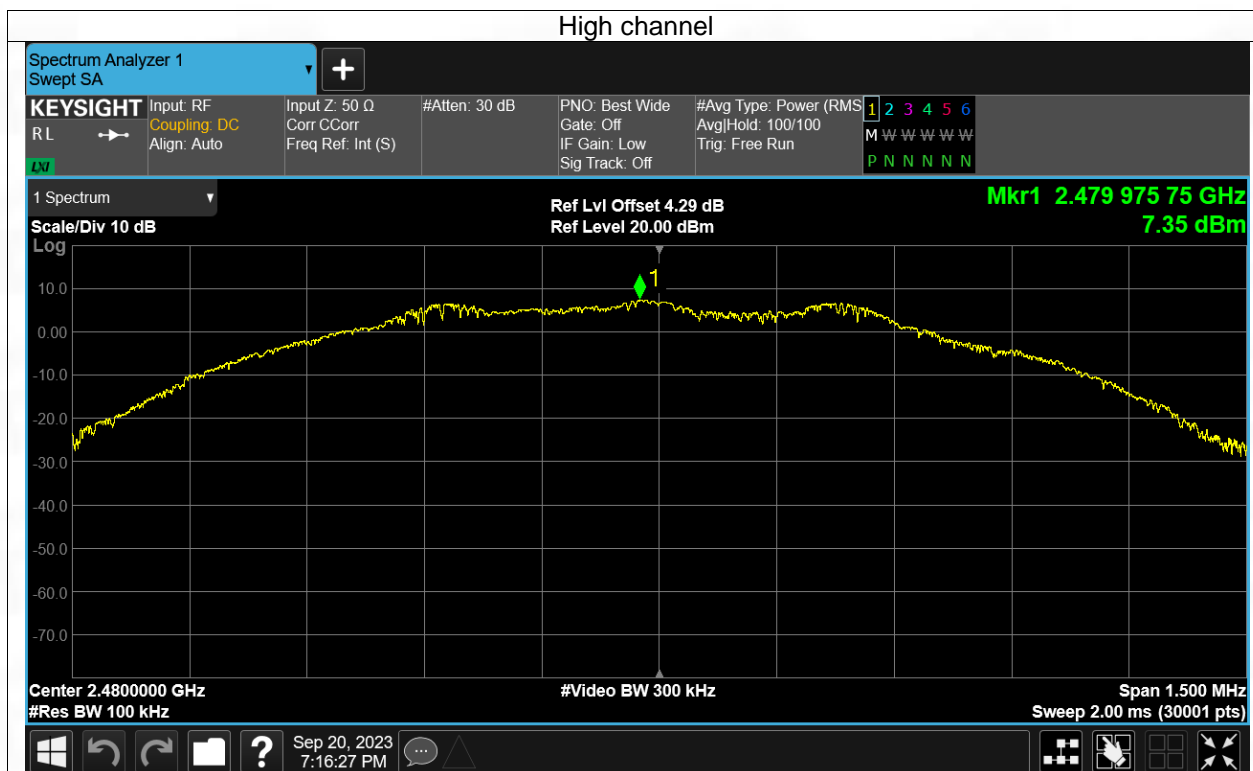 High channel
Spectrum Analyzer 1
Swept SA
KEYSIGHT
R L
LXI
Input: RF
Coupling: DC
Align: Auto
Input Z: 50 Ω
Corr CCorr
Freq Ref: Int (S)
#Atten: 30 dB
PNO: Best Wide
Gate: Off
IF Gain: Low
Sig Track: Off
#Avg Type: Power (RMS
Avg|Hold: 100/100
Trig: Free Run
1 2 3 4 5 6
M W W W W W
P N N N N N
1 Spectrum
Scale/Div 10 dB
Ref Lvl Offset 4.29 dB
Ref Level 20.00 dBm
Mkr1 2.479 975 75 GHz
7.35 dBm
Log
1
10.0
0.00
-10.0
-20.0
-30.0
-40.0
-50.0
-60.0
-70.0
Center 2.4800000 GHz
#Res BW 100 kHz
#Video BW 300 kHz
Span 1.500 MHz
Sweep 2.00 ms (30001 pts)
?
Sep 20, 2023
7:16:27 PM